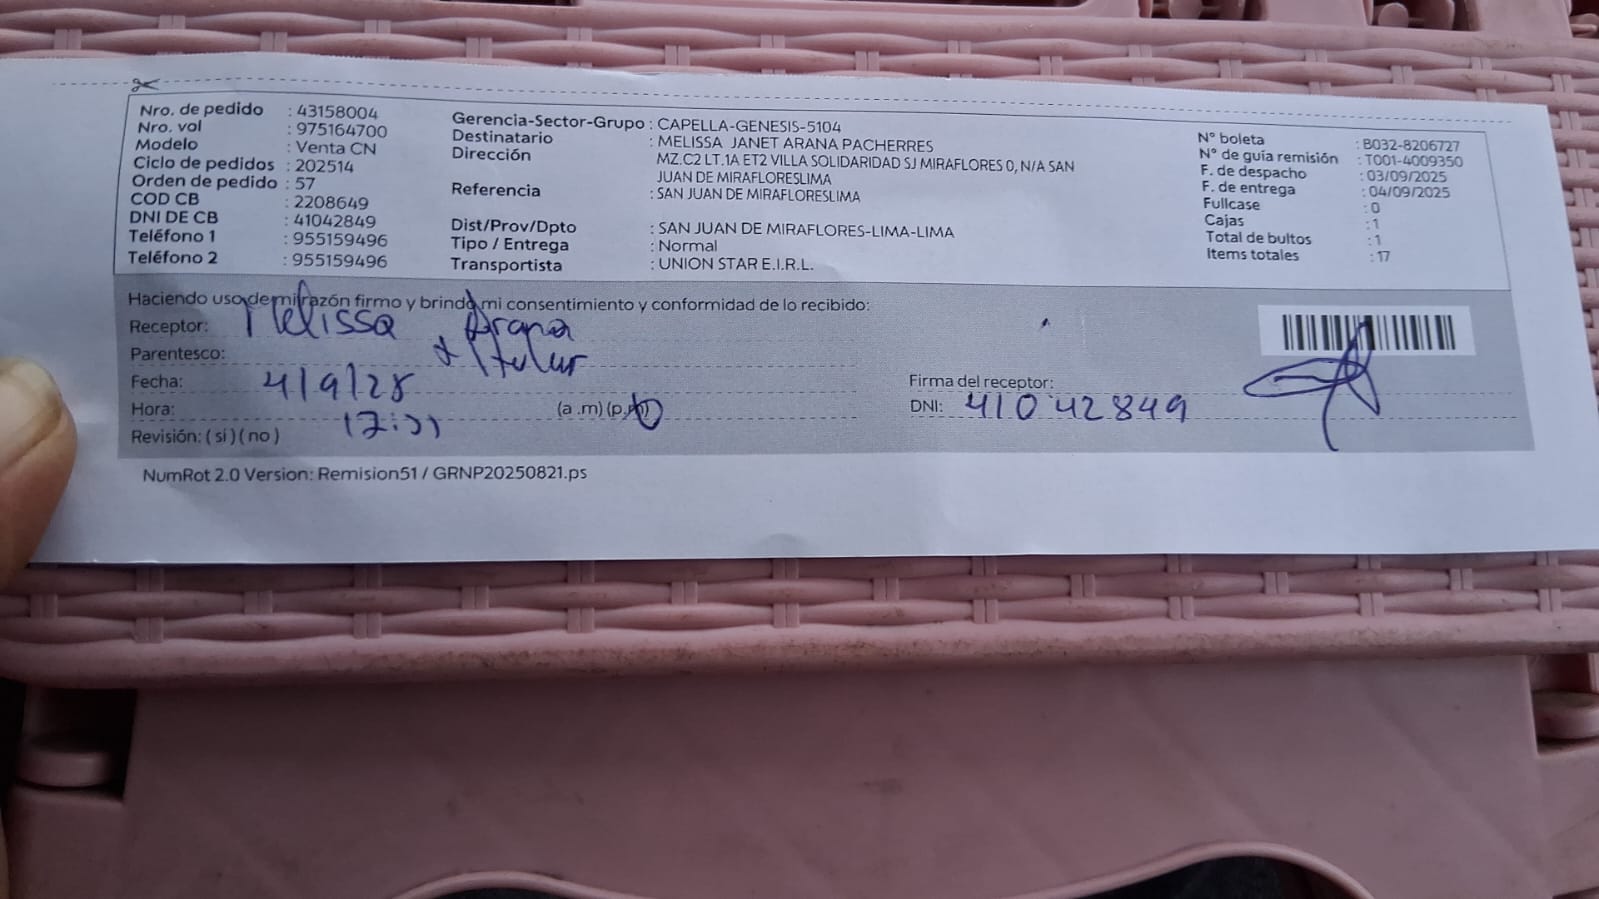 Nro. de pedido : 43158004
Nro. vol : 975164700
Modelo : Venta CN
Ciclo de pedidos : 202514
Orden de pedido : 57
COD CB : 2208649
DNI DE CB : 41042849
Teléfono 1 : 955159496
Teléfono 2 : 955159496
Gerencia-Sector-Grupo : CAPELLA-GENESIS-5104
Destinatario : MELISSA JANET ARANA PACHERRES
Dirección MZ.C2 LT.1A ET2 VILLA SOLIDARIDAD SJ MIRAFLORES 0, N/A SAN
JUAN DE MIRAFLORESLIMA
Referencia : SAN JUAN DE MIRAFLORESLIMA
Dist/Prov/Dpto : SAN JUAN DE MIRAFLORES-LIMA-LIMA
Tipo / Entrega : Normal
Transportista : UNION STAR E.I.R.L.
N° boleta : B032-8206727
N° de guía remisión : T001-4009350
F. de despacho : 03/09/2025
F. de entrega : 04/09/2025
Fullcase : 0
Cajas : 1
Total de bultos : 1
Items totales : 17
Haciendo uso de mi razón firmo y brindo mi consentimiento y conformidad de lo recibido:
Receptor: Melissa Arana
Parentesco: titular
Fecha: 4/9/25
Hora: (a .m) (p.m)
Revisión: ( si ) ( no )
Firma del receptor:
DNI: 41042849
NumRot 2.0 Version: Remision51 / GRNP20250821.ps